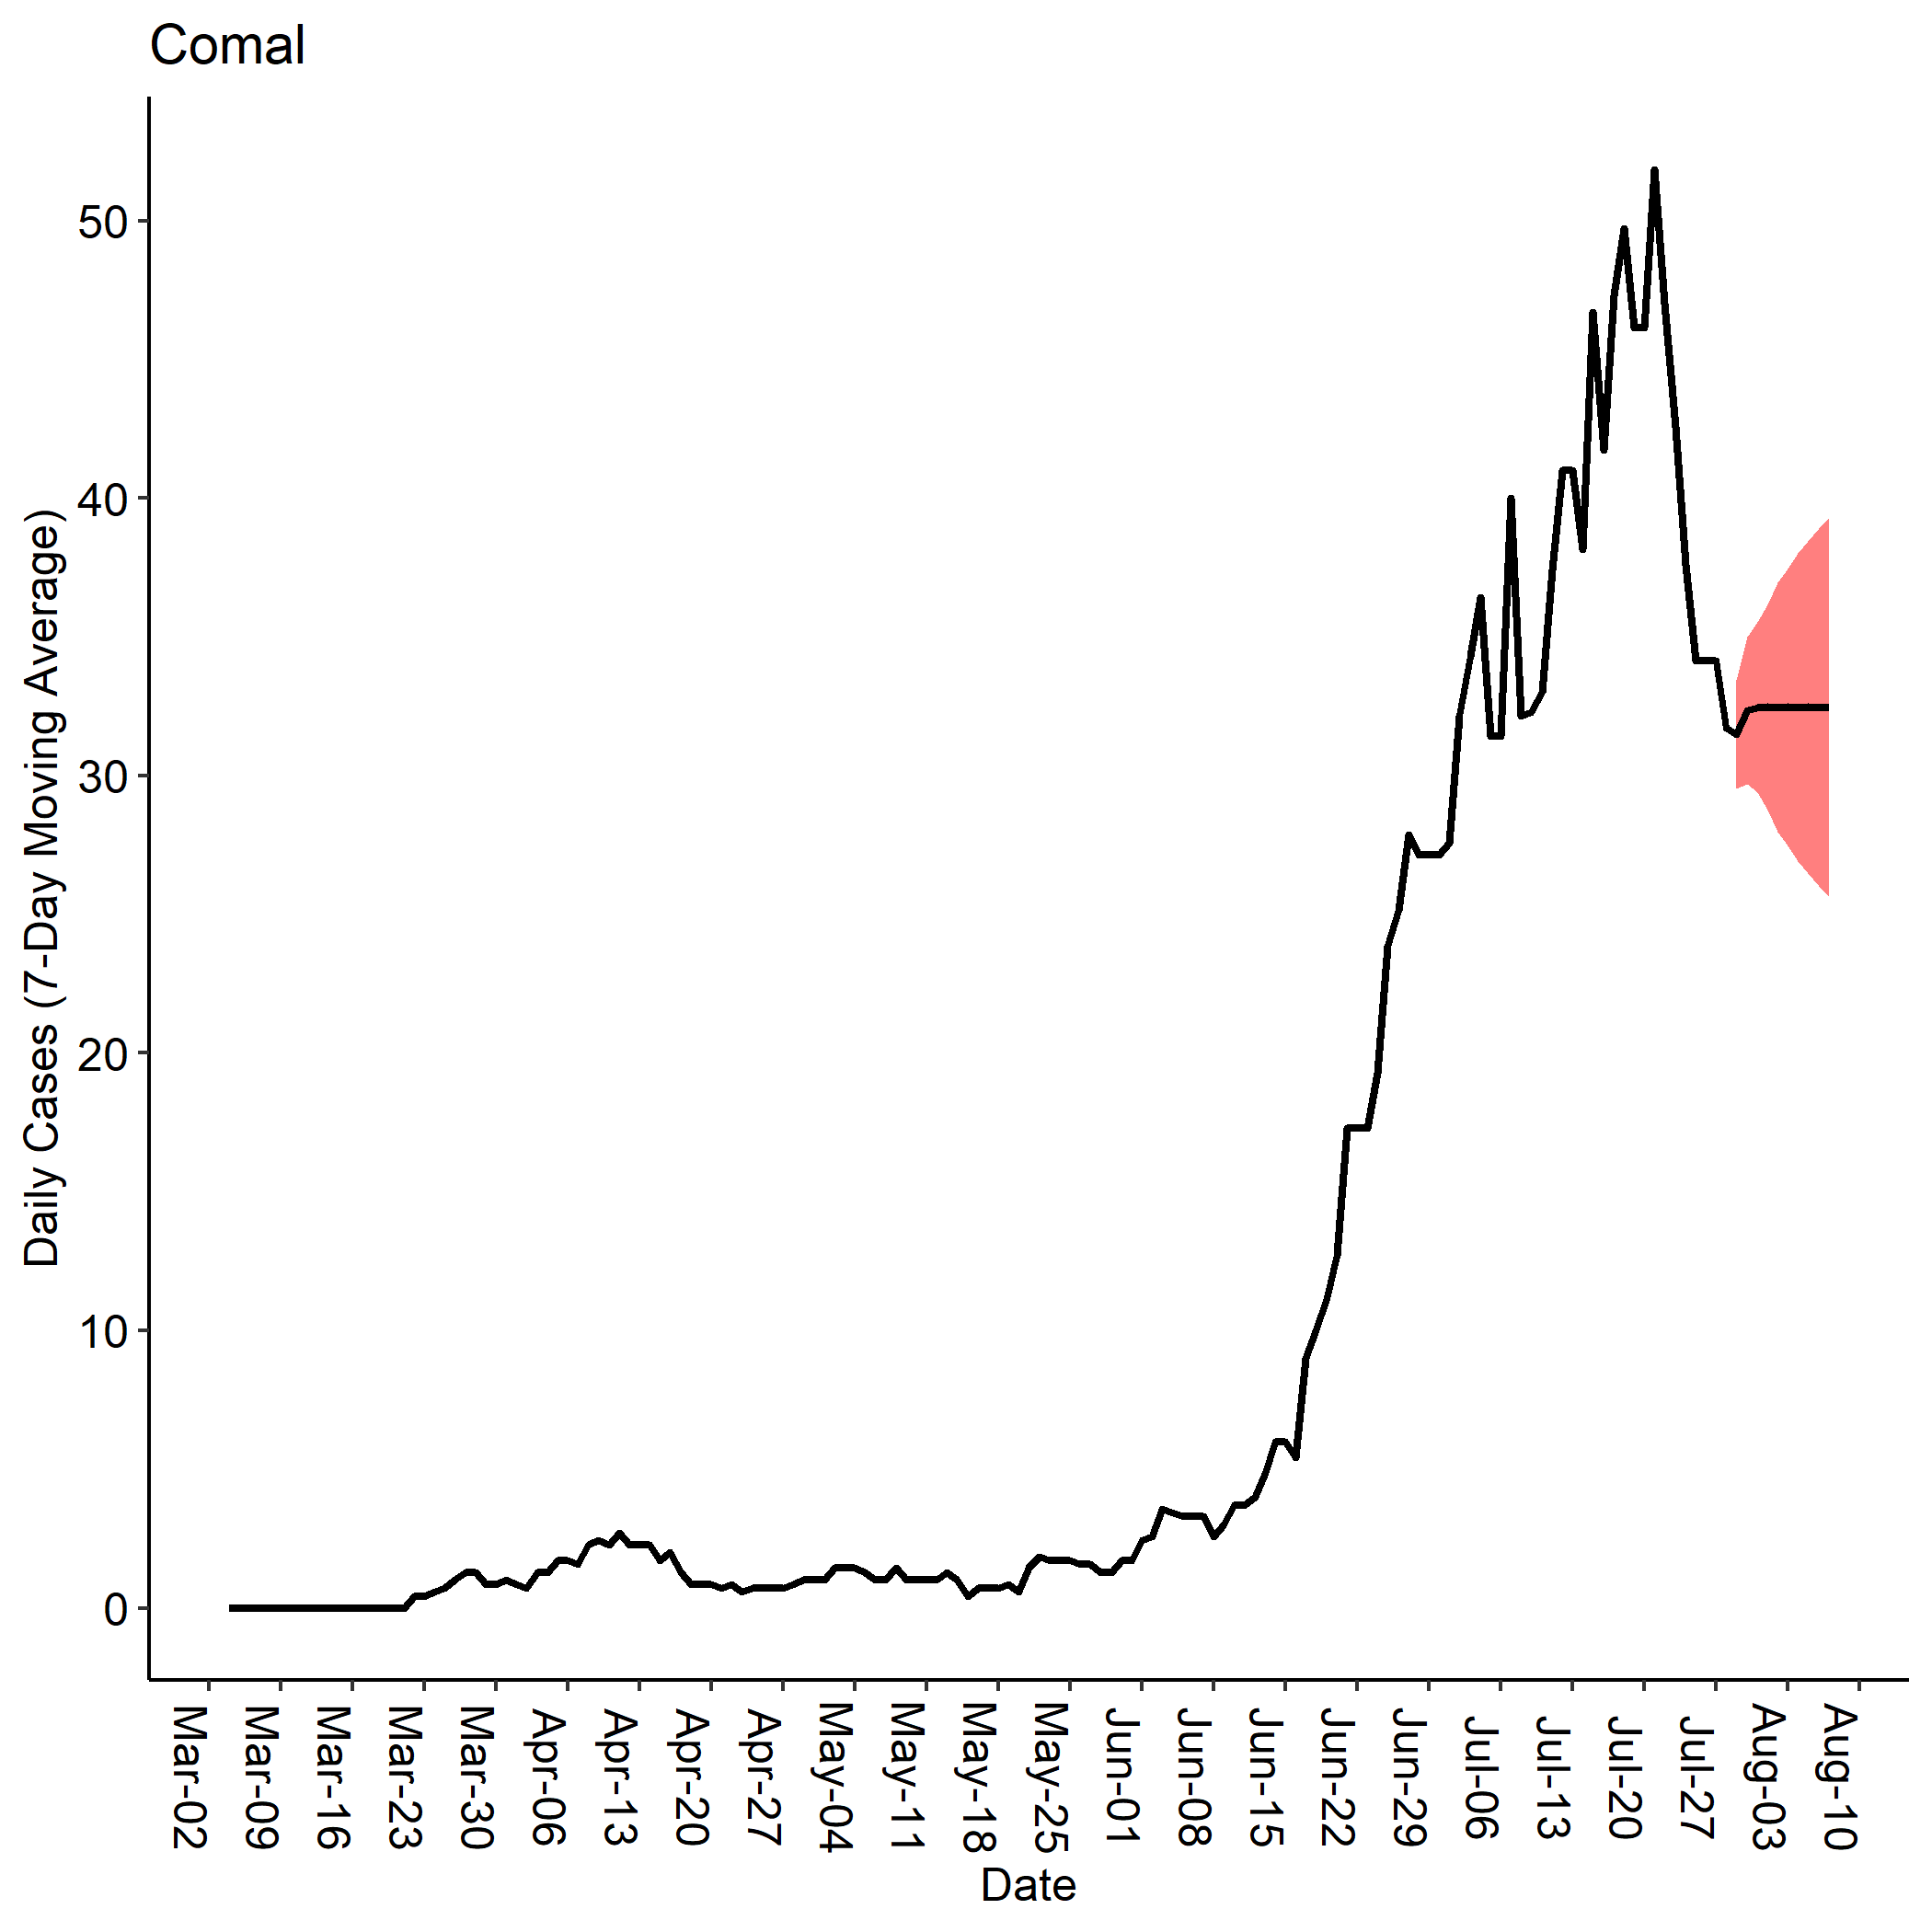 Comal
Daily Cases (7-Day Moving Average)
50
40
30
20
10
0
Mar-02
Mar-09
Mar-16
Mar-23
Mar-30
Apr-06
Apr-13
Apr-20
Apr-27
May-04
May-11
May-18
May-25
Jun-01
Jun-08
Jun-15
Jun-22
Jun-29
Jul-06
Jul-13
Jul-20
Jul-27
Aug-03
Aug-10
Date